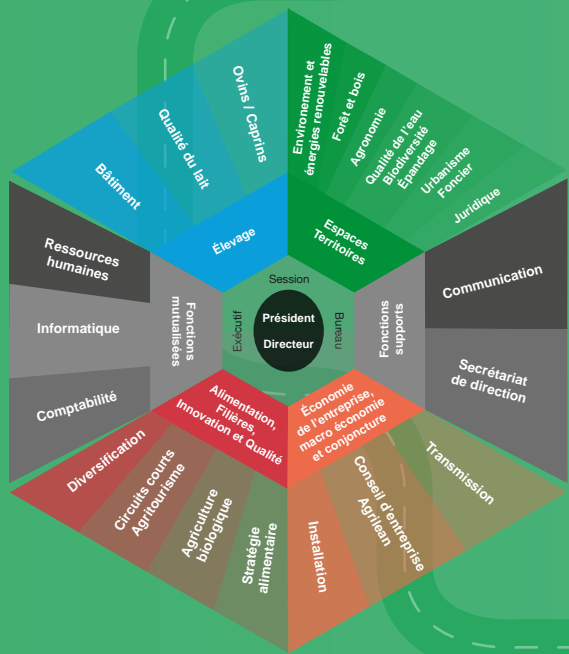 Environement et
énergies renouvelables
Forêt et bois
Agronomie
Qualité de l'eau
Biodiversité
Épandage
Urbanisme
Foncier
Juridique
Ovins / Caprins
Qualité du lait
Bâtiment
Élevage
Espaces
Territoires
Ressources
humaines
Informatique
Comptabilité
Fonctions
mutualisées
Session
Exécutif
Président
Directeur
Bureau
Fonctions
supports
Communication
Secrétariat
de direction
Alimentation,
Filières,
Innovation et Qualité
Économie
de l'entreprise,
macro économie
et conjoncture
Diversification
Circuits courts
Agritourisme
Agriculture
biologique
Stratégie
alimentaire
Installation
Conseil d'entreprise
Agrilean
Transmission